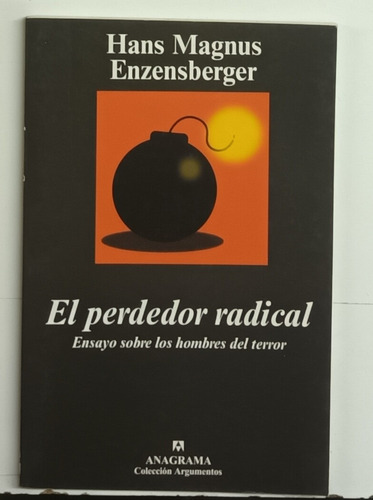 Hans Magnus
Enzensberger
El perdedor radical
Ensayo sobre los hombres del terror
ANAGRAMA
Colección Argumentos